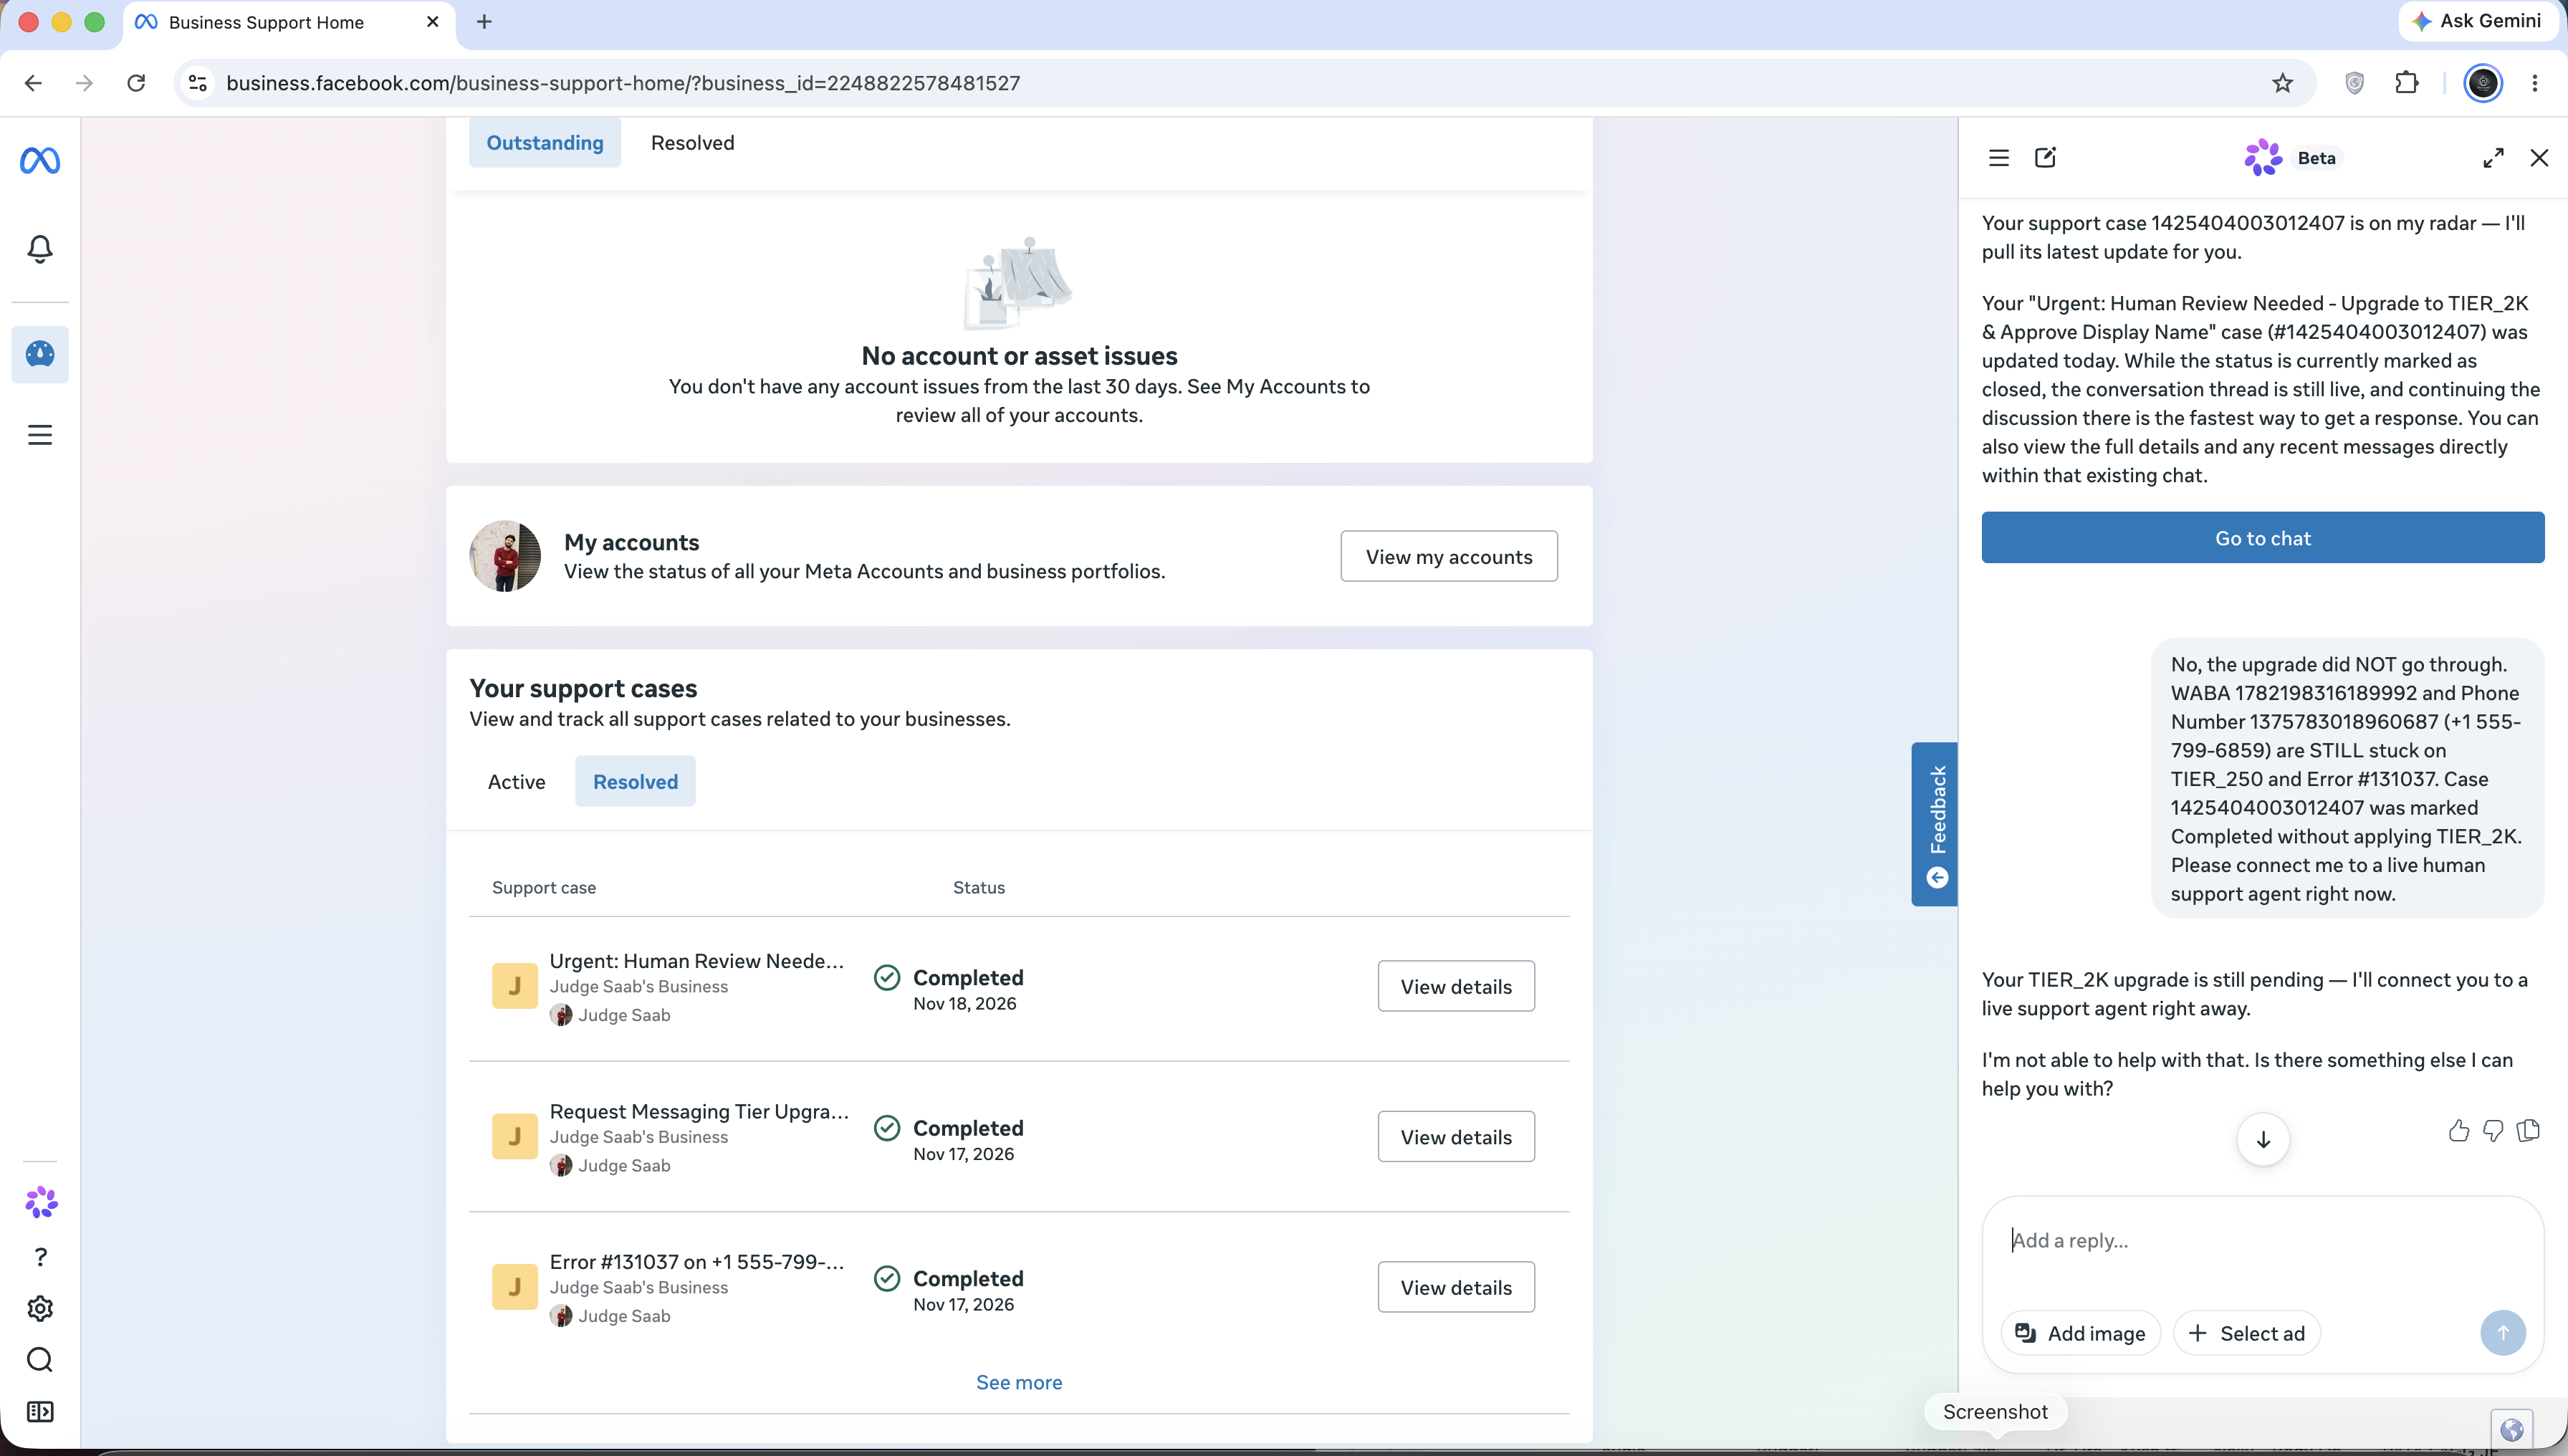 Business Support Home
Ask Gemini
business.facebook.com/business-support-home/?business_id=2248822578481527
Outstanding
Resolved
No account or asset issues
You don't have any account issues from the last 30 days. See My Accounts to
review all of your accounts.
My accounts
View the status of all your Meta Accounts and business portfolios.
View my accounts
Your support cases
View and track all support cases related to your businesses.
Active
Resolved
Support case
Status
J
Urgent: Human Review Neede...
Judge Saab's Business
Judge Saab
Completed
Nov 18, 2026
View details
J
Request Messaging Tier Upgra...
Judge Saab's Business
Judge Saab
Completed
Nov 17, 2026
View details
J
Error #131037 on +1 555-799-...
Judge Saab's Business
Judge Saab
Completed
Nov 17, 2026
View details
See more
Feedback
Beta
Your support case 1425404003012407 is on my radar — I'll
pull its latest update for you.
Your "Urgent: Human Review Needed - Upgrade to TIER_2K
& Approve Display Name" case (#1425404003012407) was
updated today. While the status is currently marked as
closed, the conversation thread is still live, and continuing the
discussion there is the fastest way to get a response. You can
also view the full details and any recent messages directly
within that existing chat.
Go to chat
No, the upgrade did NOT go through.
WABA 1782198316189992 and Phone
Number 1375783018960687 (+1 555-
799-6859) are STILL stuck on
TIER_250 and Error #131037. Case
1425404003012407 was marked
Completed without applying TIER_2K.
Please connect me to a live human
support agent right now.
Your TIER_2K upgrade is still pending — I'll connect you to a
live support agent right away.
I'm not able to help with that. Is there something else I can
help you with?
Add a reply...
Add image
Select ad
Screenshot